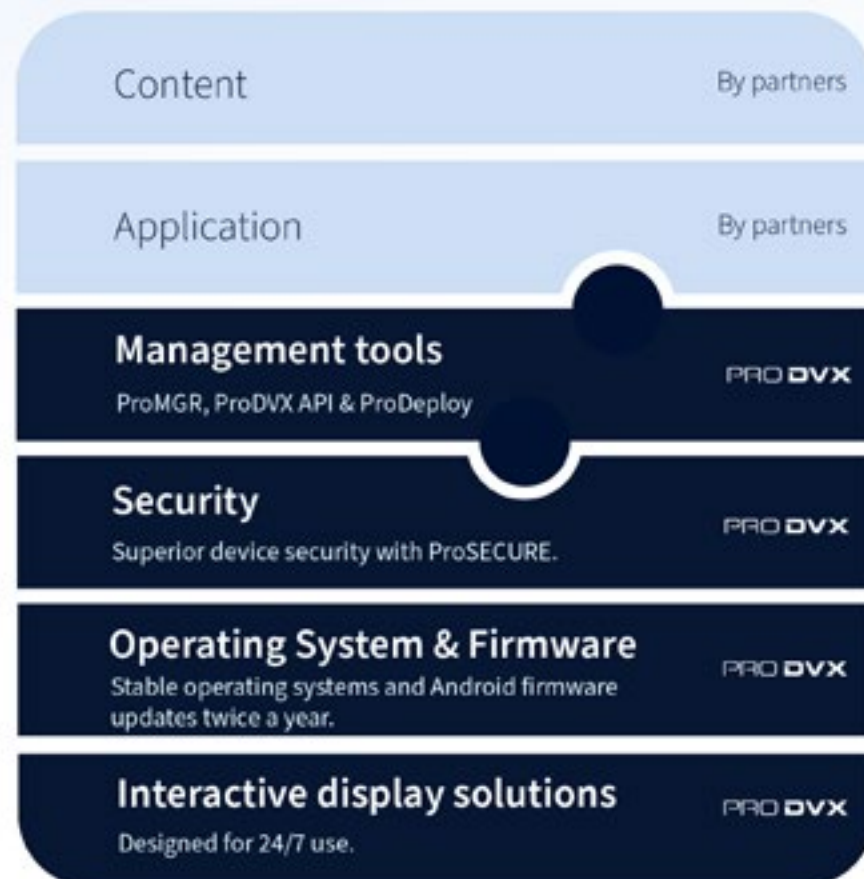 Content
By partners
Application
By partners
Management tools
ProMGR, ProDVX API & ProDeploy
PRO DVX
Security
Superior device security with ProSECURE.
PRO DVX
Operating System & Firmware
Stable operating systems and Android firmware
updates twice a year.
PRO DVX
Interactive display solutions
Designed for 24/7 use.
PRO DVX